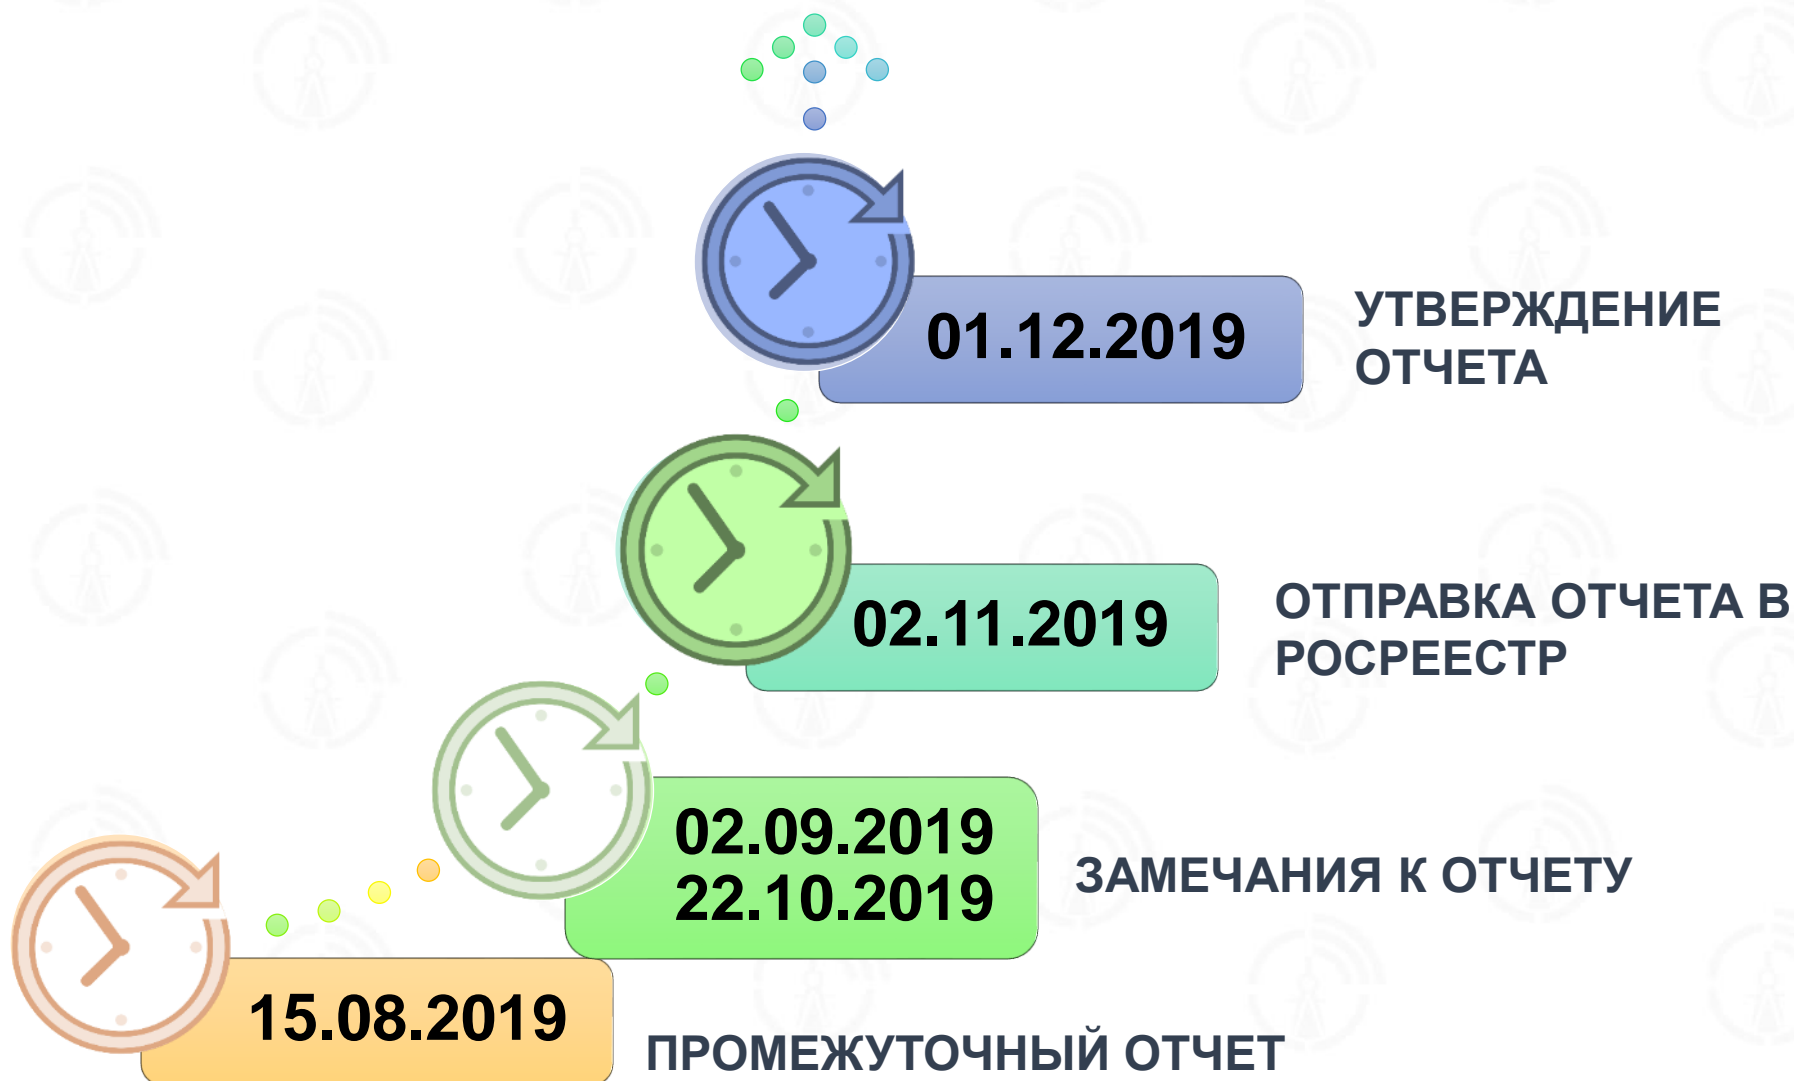 01.12.2019
УТВЕРЖДЕНИЕ
ОТЧЕТА
02.11.2019
ОТПРАВКА ОТЧЕТА В
РОСРЕЕСТР
02.09.2019
22.10.2019
ЗАМЕЧАНИЯ К ОТЧЕТУ
15.08.2019
ПРОМЕЖУТОЧНЫЙ ОТЧЕТ